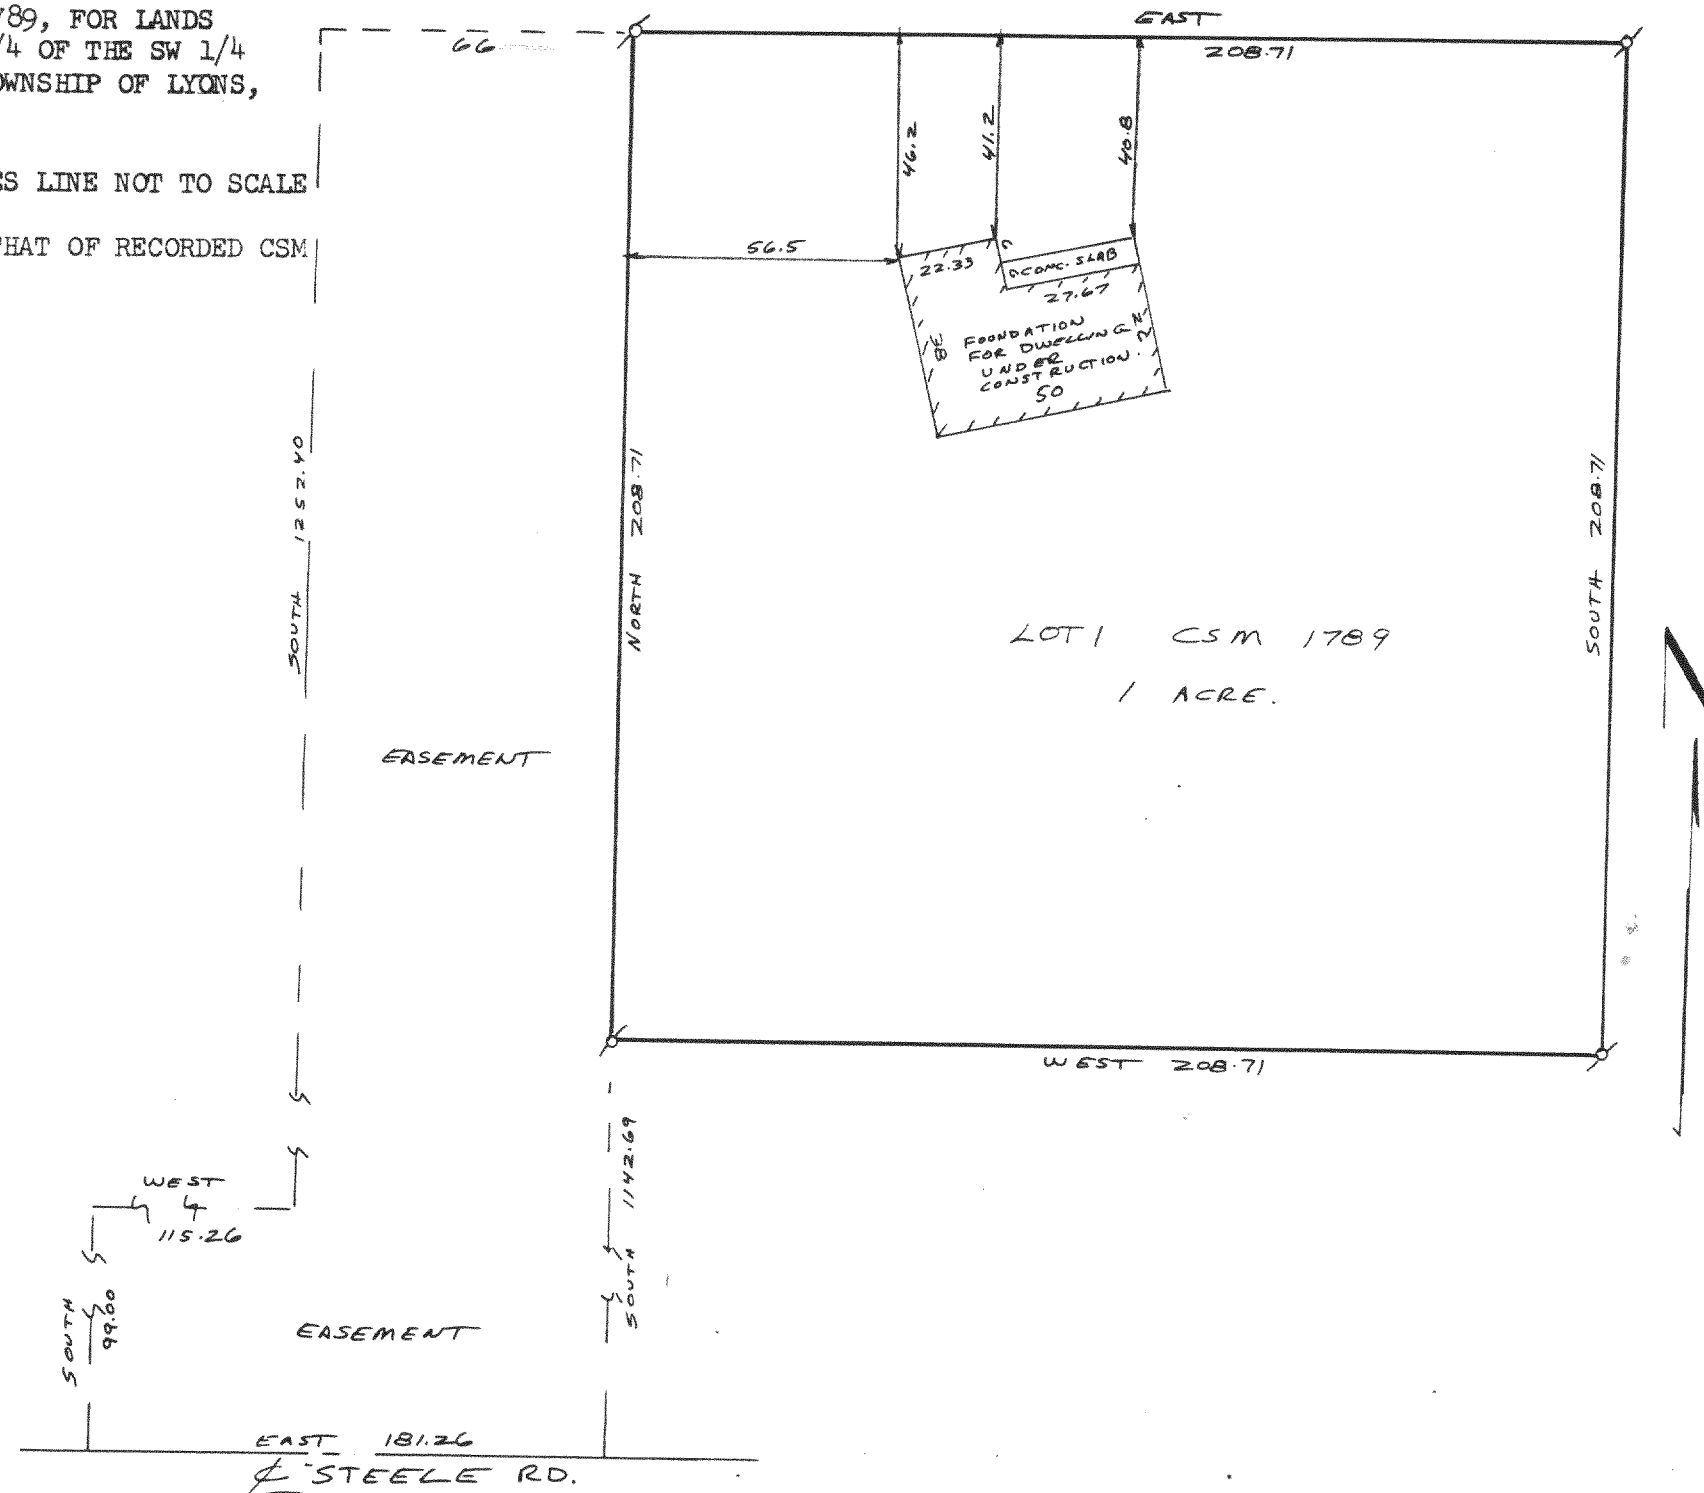 789, FOR LANDS
/4 OF THE SW 1/4
OWNSHIP OF LYONS,
ES LINE NOT TO SCALE
THAT OF RECORDED CSM
EAST
208.71
66
46.2
41.2
40.8
56.5
22.33
CONC. SLAB
27.67
38
FOUNDATION
FOR DWELLING
UNDER
CONSTRUCTION.
50
SOUTH 1252.40
NORTH 208.71
SOUTH 208.71
LOT 1 CSM 1789
1 ACRE.
EASEMENT
WEST 208.71
SOUTH 1142.69
WEST
115.26
SOUTH
99.00
EASEMENT
EAST 181.26
℄ STEELE RD.